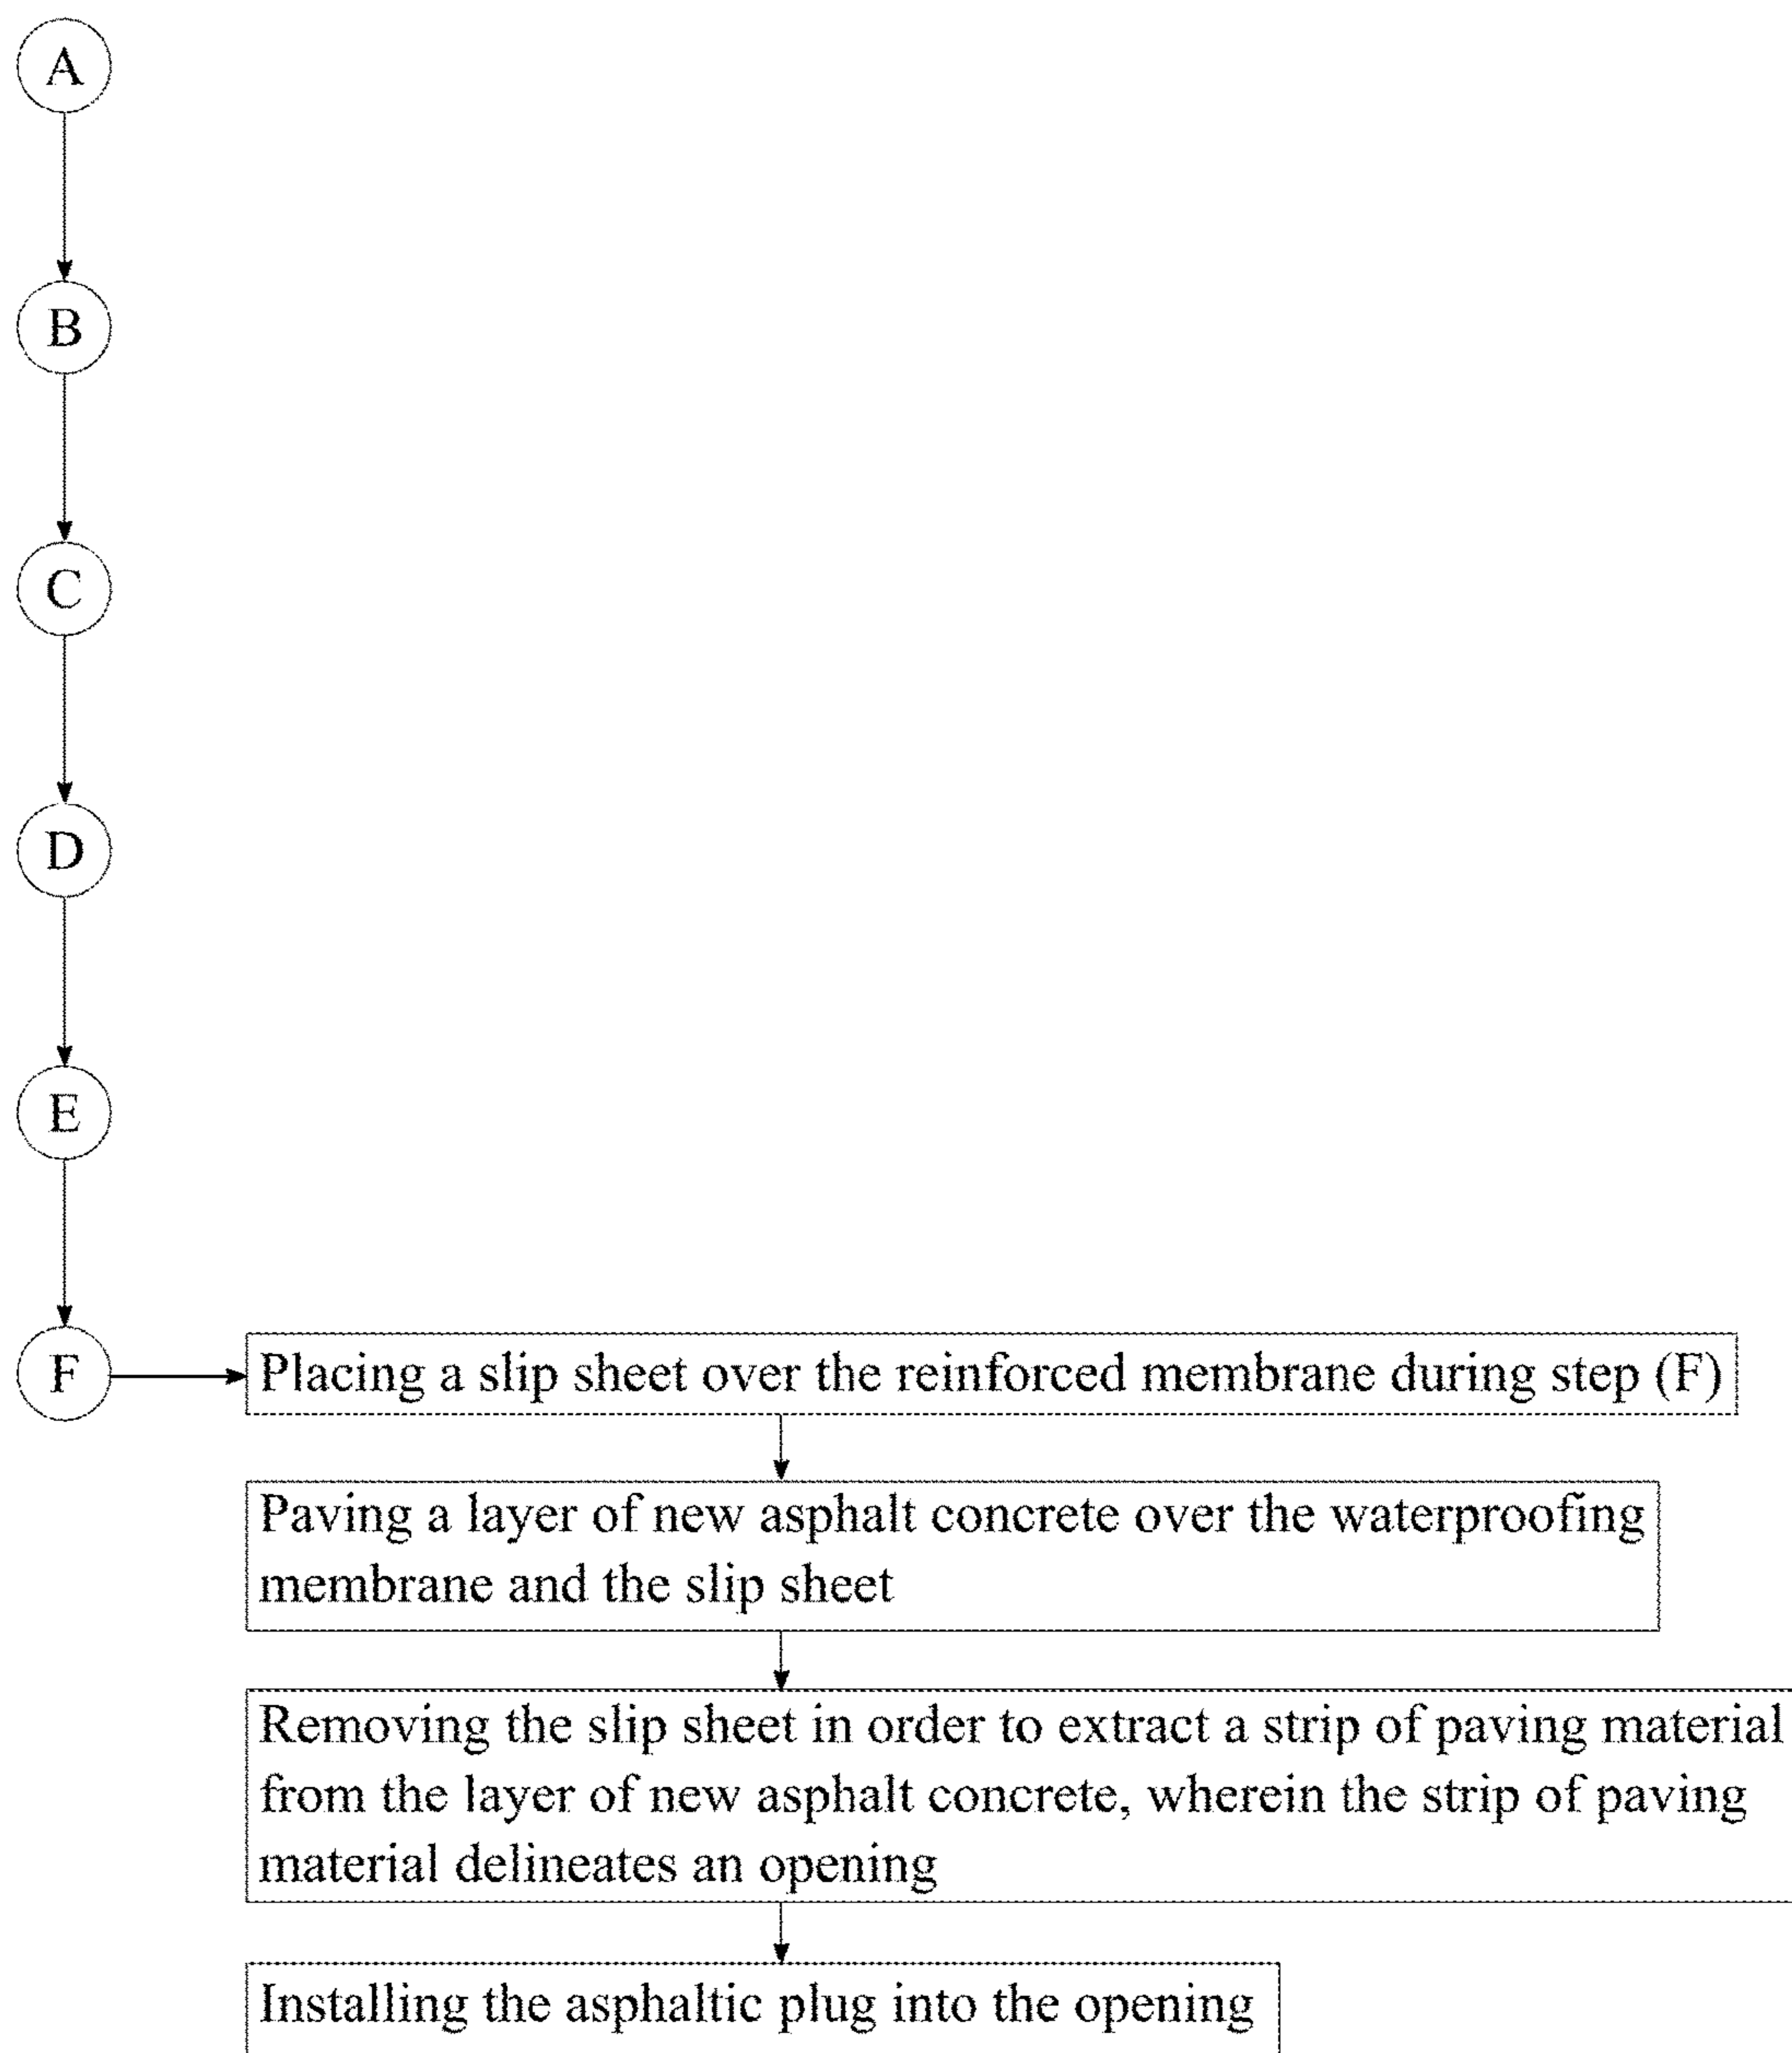 A
B
C
D
E
F
Placing a slip sheet over the reinforced membrane during step (F)
Paving a layer of new asphalt concrete over the waterproofing
membrane and the slip sheet
Removing the slip sheet in order to extract a strip of paving material
from the layer of new asphalt concrete, wherein the strip of paving
material delineates an opening
Installing the asphaltic plug into the opening